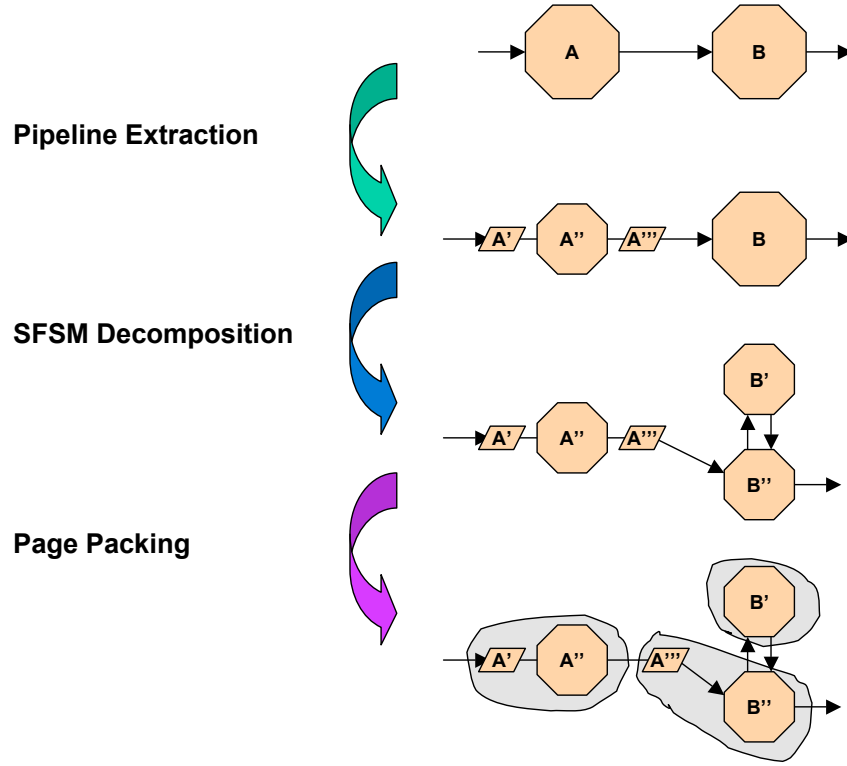 A B
Pipeline Extraction
A' A'' A''' B
SFSM Decomposition
B'
A' A'' A'''
B''
Page Packing
B'
A' A'' A'''
B''